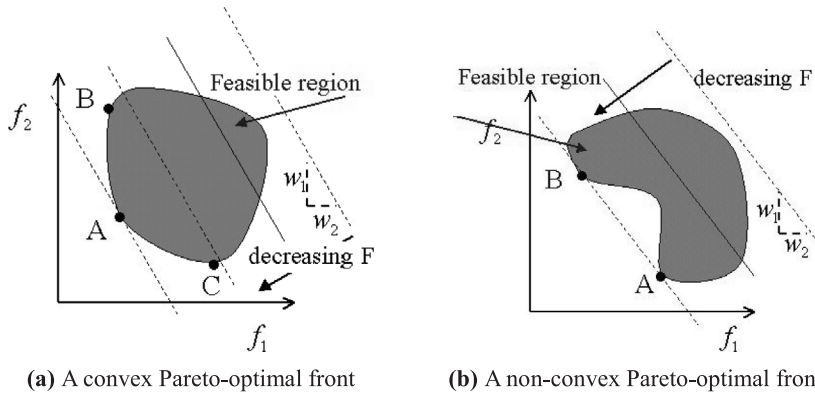 Feasible region
B
f2
w1
w2
A
decreasing F
C
f1
(a) A convex Pareto-optimal front
Feasible region
decreasing F
f2
B
w1
w2
A
f1
(b) A non-convex Pareto-optimal fron